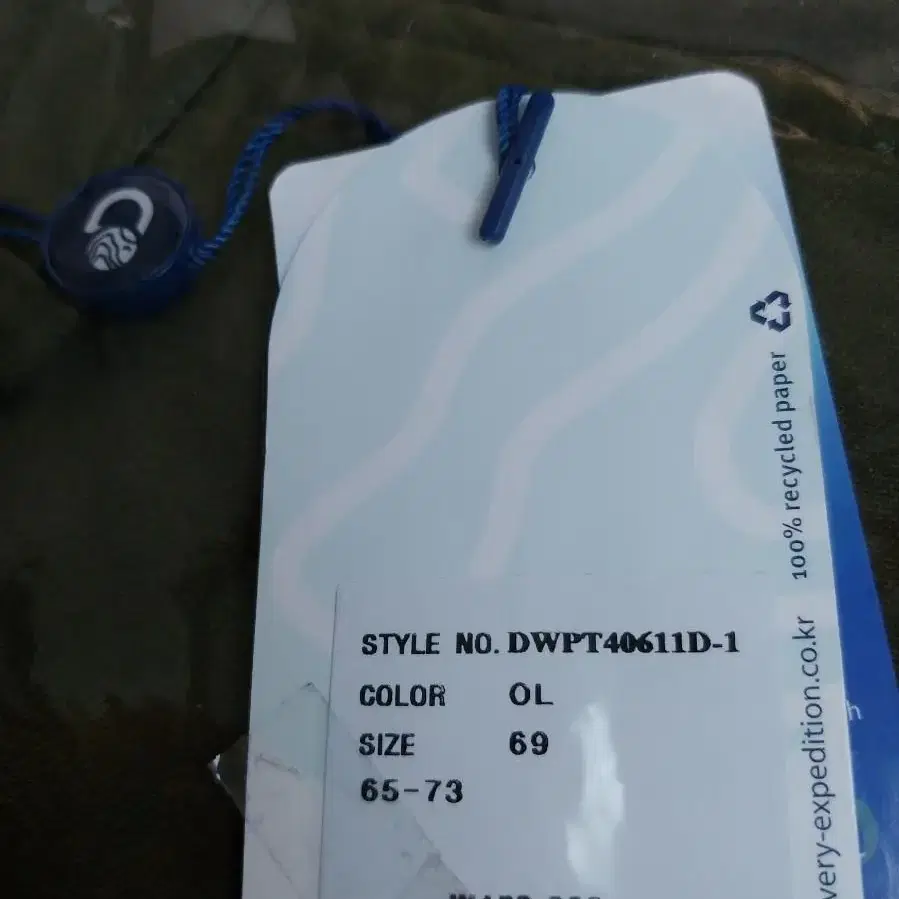 STYLE NO. DWPT40611D-1
COLOR OL
SIZE 69
65-73
100% recycled paper
very-expedition.co.kr
h